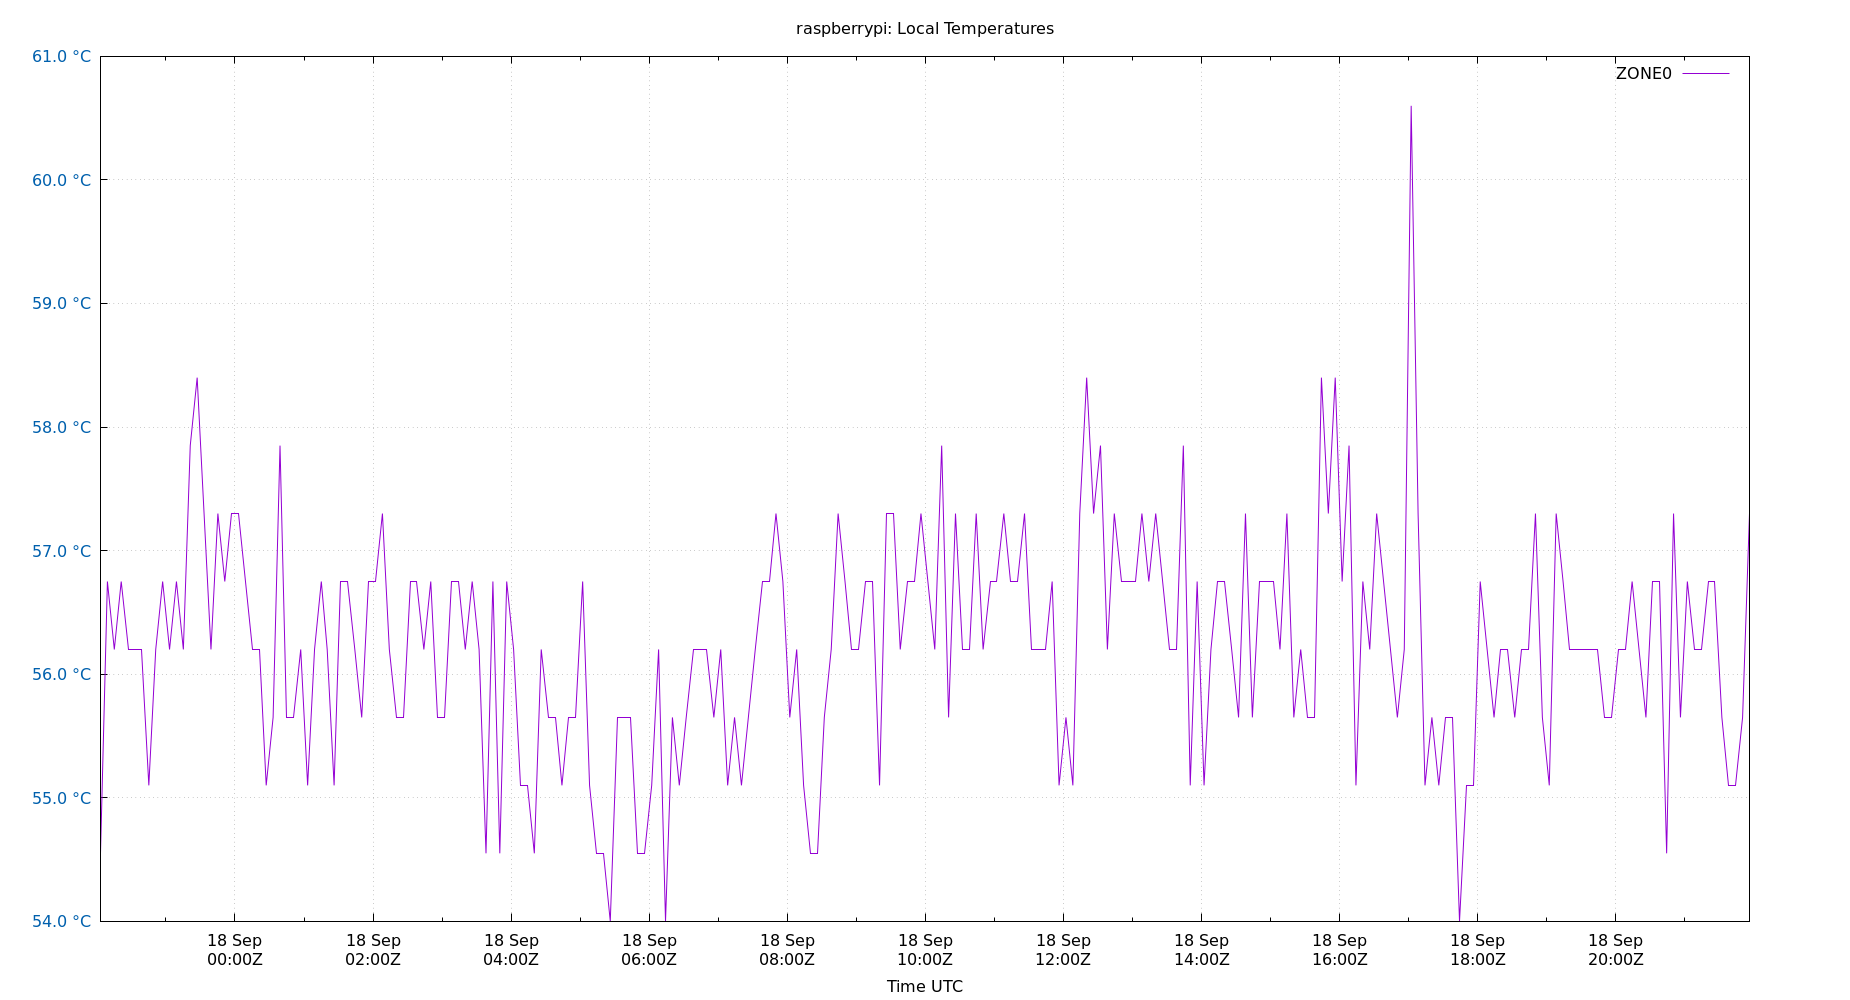 raspberrypi: Local Temperatures
61.0 °C
ZONE0
60.0 °C
59.0 °C
58.0 °C
57.0 °C
56.0 °C
55.0 °C
54.0 °C
18 Sep 18 Sep 18 Sep 18 Sep 18 Sep 18 Sep 18 Sep 18 Sep 18 Sep 18 Sep 18 Sep
00:00Z 02:00Z 04:00Z 06:00Z 08:00Z 10:00Z 12:00Z 14:00Z 16:00Z 18:00Z 20:00Z
Time UTC